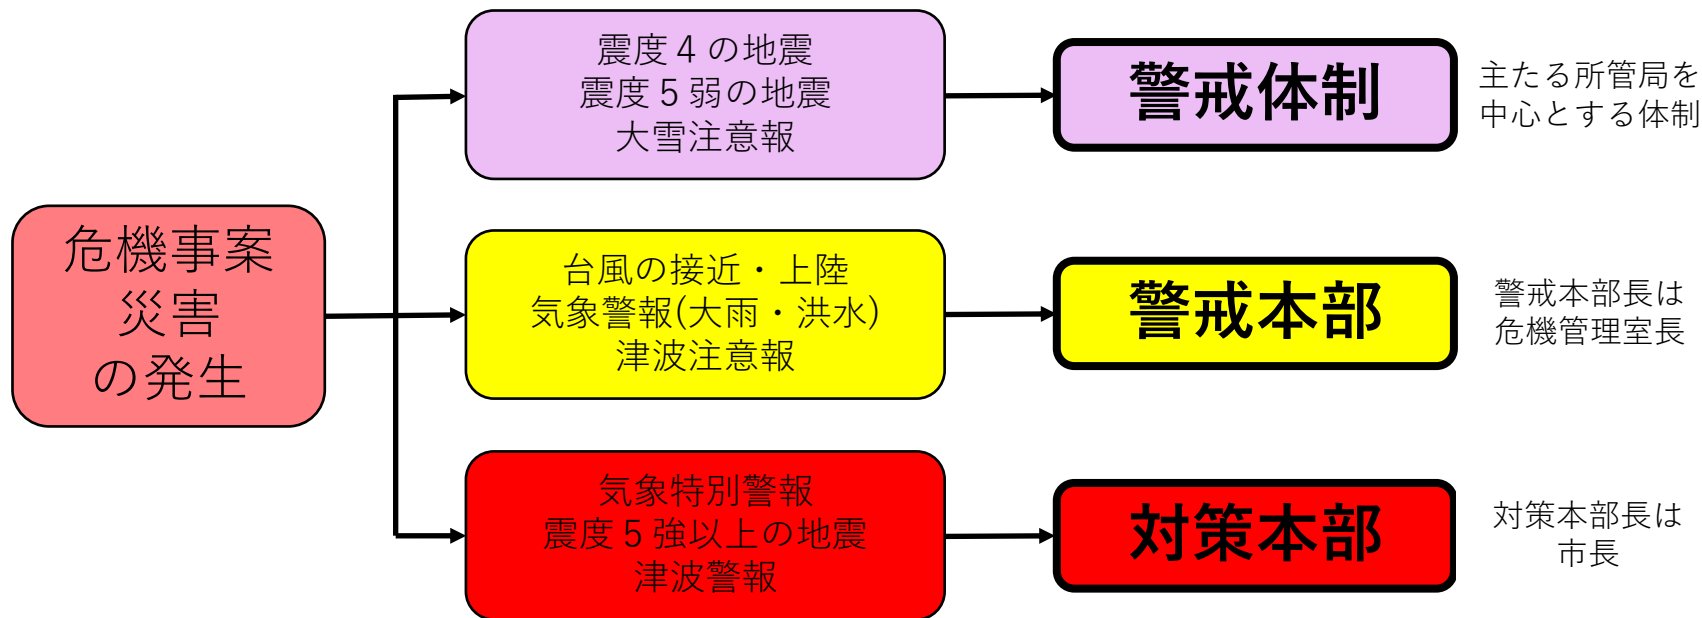 危機事案
災害
の発生
震度4の地震
震度5弱の地震
大雪注意報
警戒体制
主たる所管局を
中心とする体制
台風の接近・上陸
気象警報(大雨・洪水)
津波注意報
警戒本部
警戒本部長は
危機管理室長
気象特別警報
震度5強以上の地震
津波警報
対策本部
対策本部長は
市長